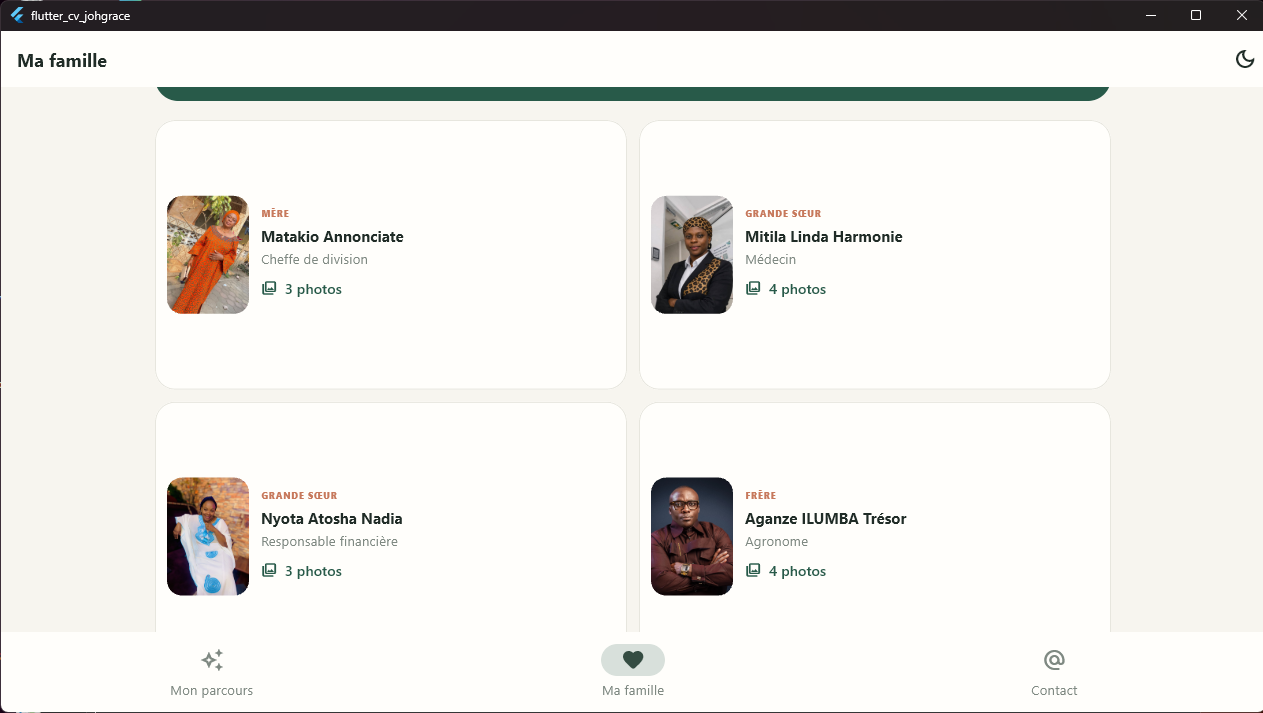 flutter_cv_johgrace
Ma famille
MÈRE
Matakio Annonciate
Cheffe de division
3 photos
GRANDE SŒUR
Mitila Linda Harmonie
Médecin
4 photos
GRANDE SŒUR
Nyota Atosha Nadia
Responsable financière
3 photos
FRÈRE
Aganze ILUMBA Trésor
Agronome
4 photos
Mon parcours
Ma famille
Contact